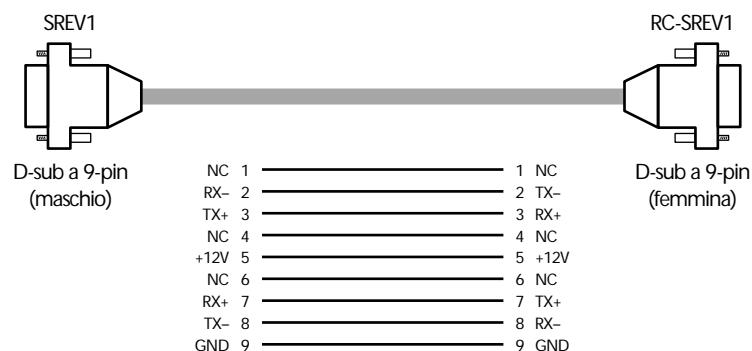 SREV1 RC-SREV1
D-sub a 9-pin D-sub a 9-pin
(maschio) (femmina)
NC 1 1 NC
RX– 2 2 TX–
TX+ 3 3 RX+
NC 4 4 NC
+12V 5 5 +12V
NC 6 6 NC
RX+ 7 7 TX+
TX– 8 8 RX–
GND 9 9 GND